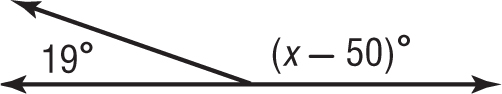 19° (x – 50)°